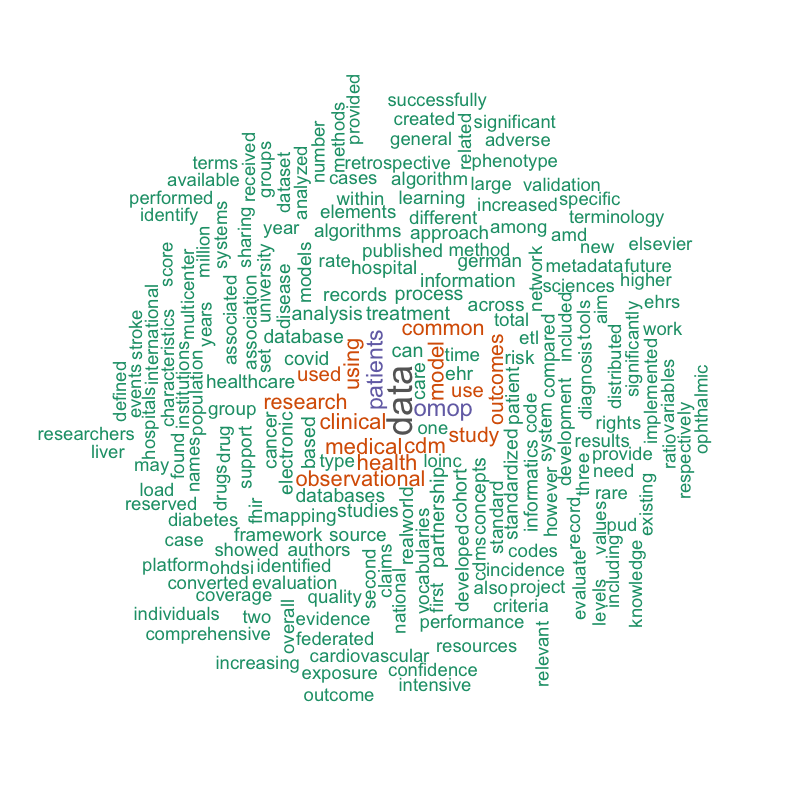 successfully
created
significant
general
adverse
related
provided
methods
number
retrospective
phenotype
terms
available
received
groups
dataset
analyzed
cases
algorithm
large
validation
performed
identify
within
learning
increased
specific
elements
different
terminology
systems
sharing
year
algorithms
approach
among
amd
new
elsevier
million
university
models
rate
published
method
hospital
german
network
metadata
future
score
multicenter
disease
information
sciences
higher
international
years
associated
association
records
process
across
aim
ehrs
characteristics
set
analysis
treatment
total
included
tools
distributed
significantly
work
stroke
events
database
common
etl
compared
implemented
hospitals
institutions
population
covid
using
patients
can
model
time
outcomes
risk
diagnosis
variables
ratio
ophthalmic
defined
healthcare
used
data
care
ehr
use
patient
development
rights
respectively
researchers
group
research
omop
code
system
liver
found
names
drug
clinical
one
study
results
may
support
cancer
electronic
based
medical
cdm
informatics
however
three
provide
need
load
drugs
type
health
loinc
standardized
rare
reserved
observational
partnership
cohort
concepts
standard
record
values
existing
diabetes
fhir
mapping
databases
studies
realworld
vocabularies
pud
case
framework
source
developed
cdms
codes
evaluate
including
knowledge
showed
authors
claims
platform
ohdsi
identified
second
national
first
incidence
levels
converted
evaluation
also
project
coverage
quality
criteria
individuals
two
overall
evidence
performance
relevant
comprehensive
federated
resources
increasing
cardiovascular
exposure
confidence
intensive
outcome